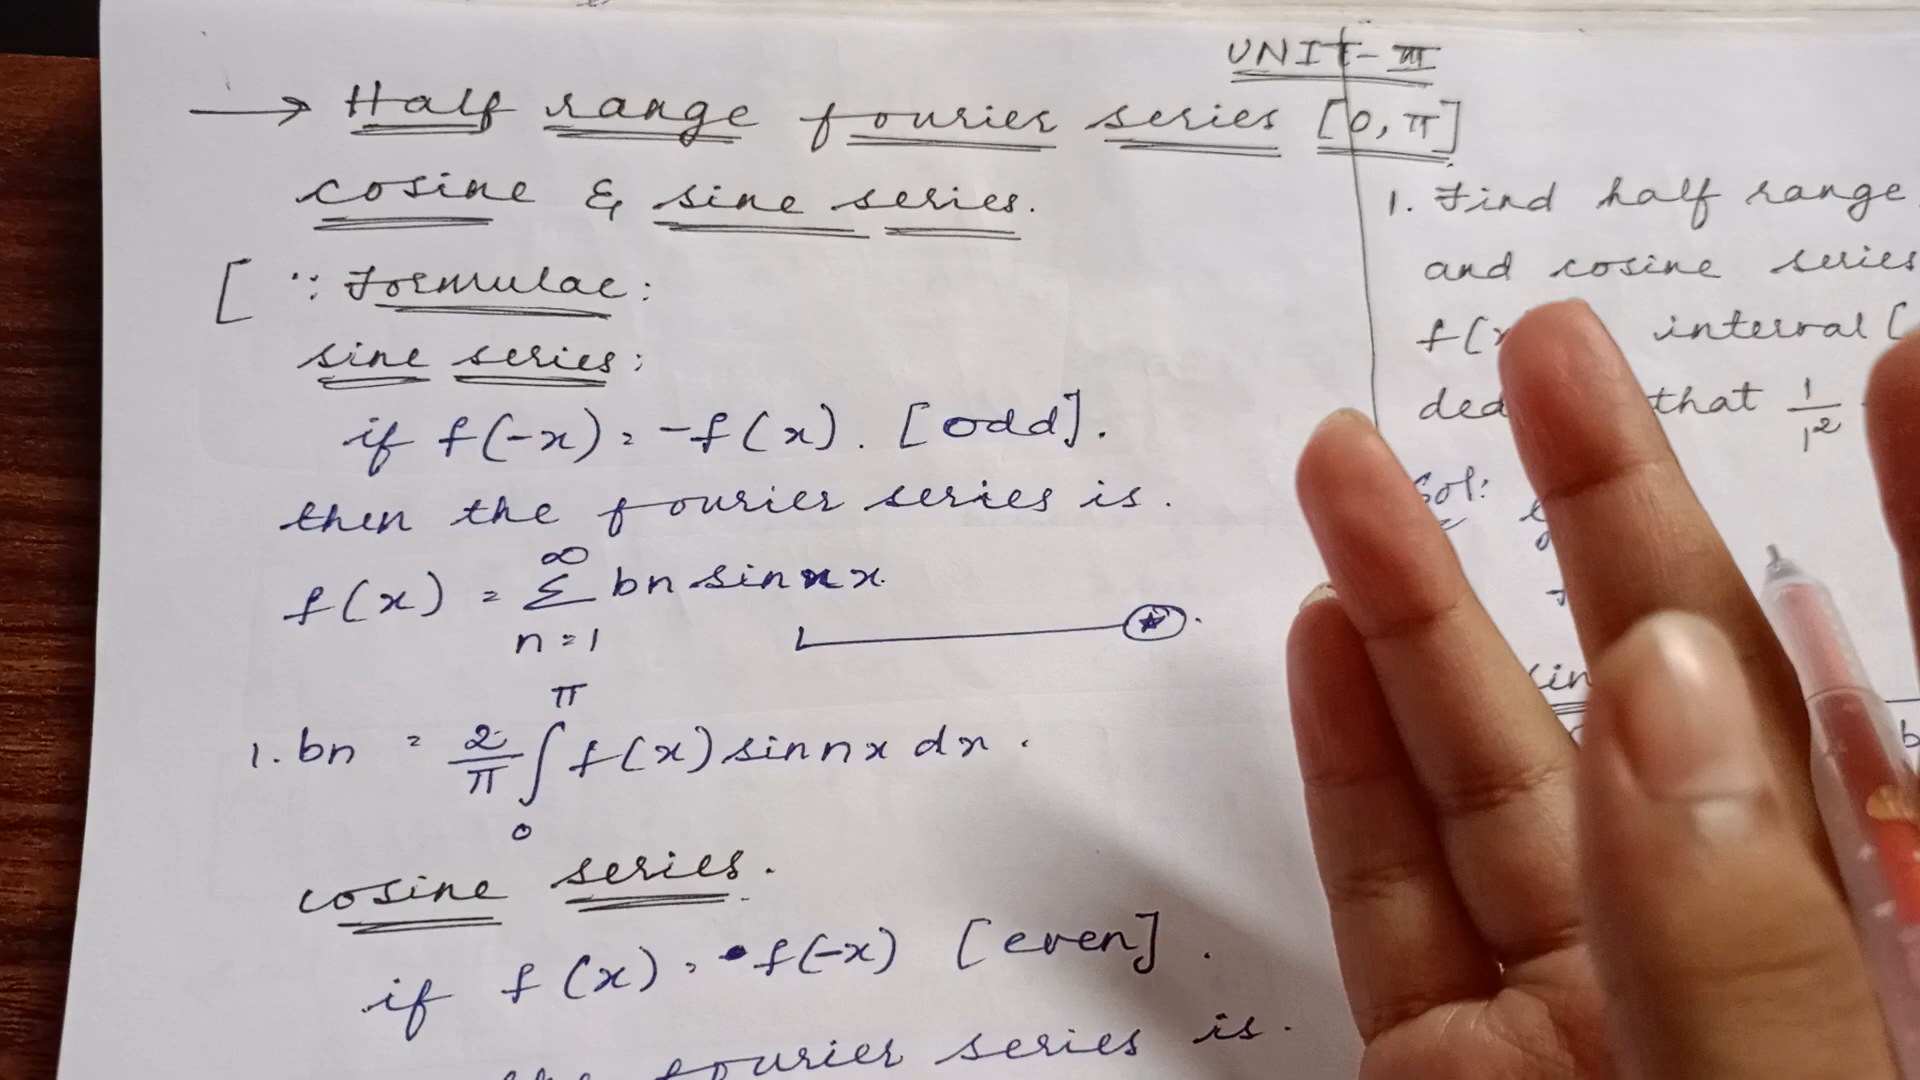 UNIT-III
→ Half range fourier series [0, π]
cosine & sine series.
[ ∵ Formulae:
sine series:
if f(-x) = -f(x). [odd].
then the fourier series is.
f(x) = ∞ Σ n=1 bn sin nx.
1. bn = 2/π ∫ 0 π f(x) sin nx dx.
cosine series.
if f(x) = f(-x) [even].
fourier series is.
1. Find half range
and cosine series
interval [
that 1/1²
Sol: